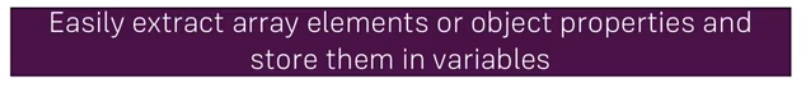 Easily extract array elements or object properties and
store them in variables